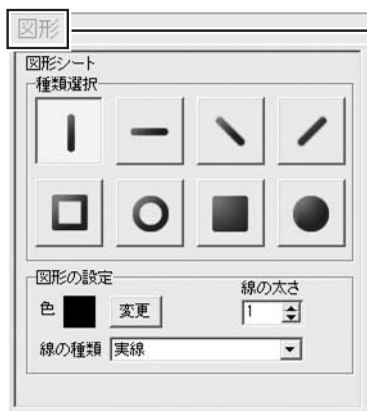 図形
図形シート
種類選択
図形の設定
線の太さ
色 変更 1
線の種類 実線